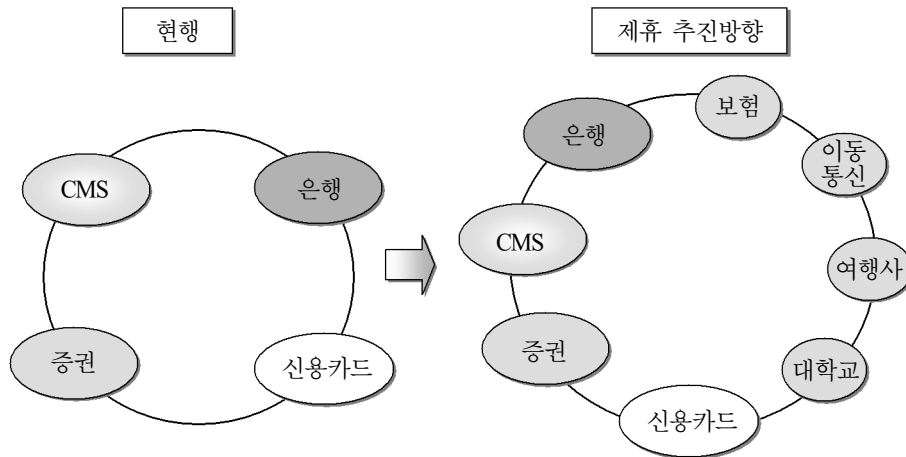 현행
CMS
은행
증권
신용카드
제휴 추진방향
은행
보험
이동
통신
CMS
여행사
증권
대학교
신용카드